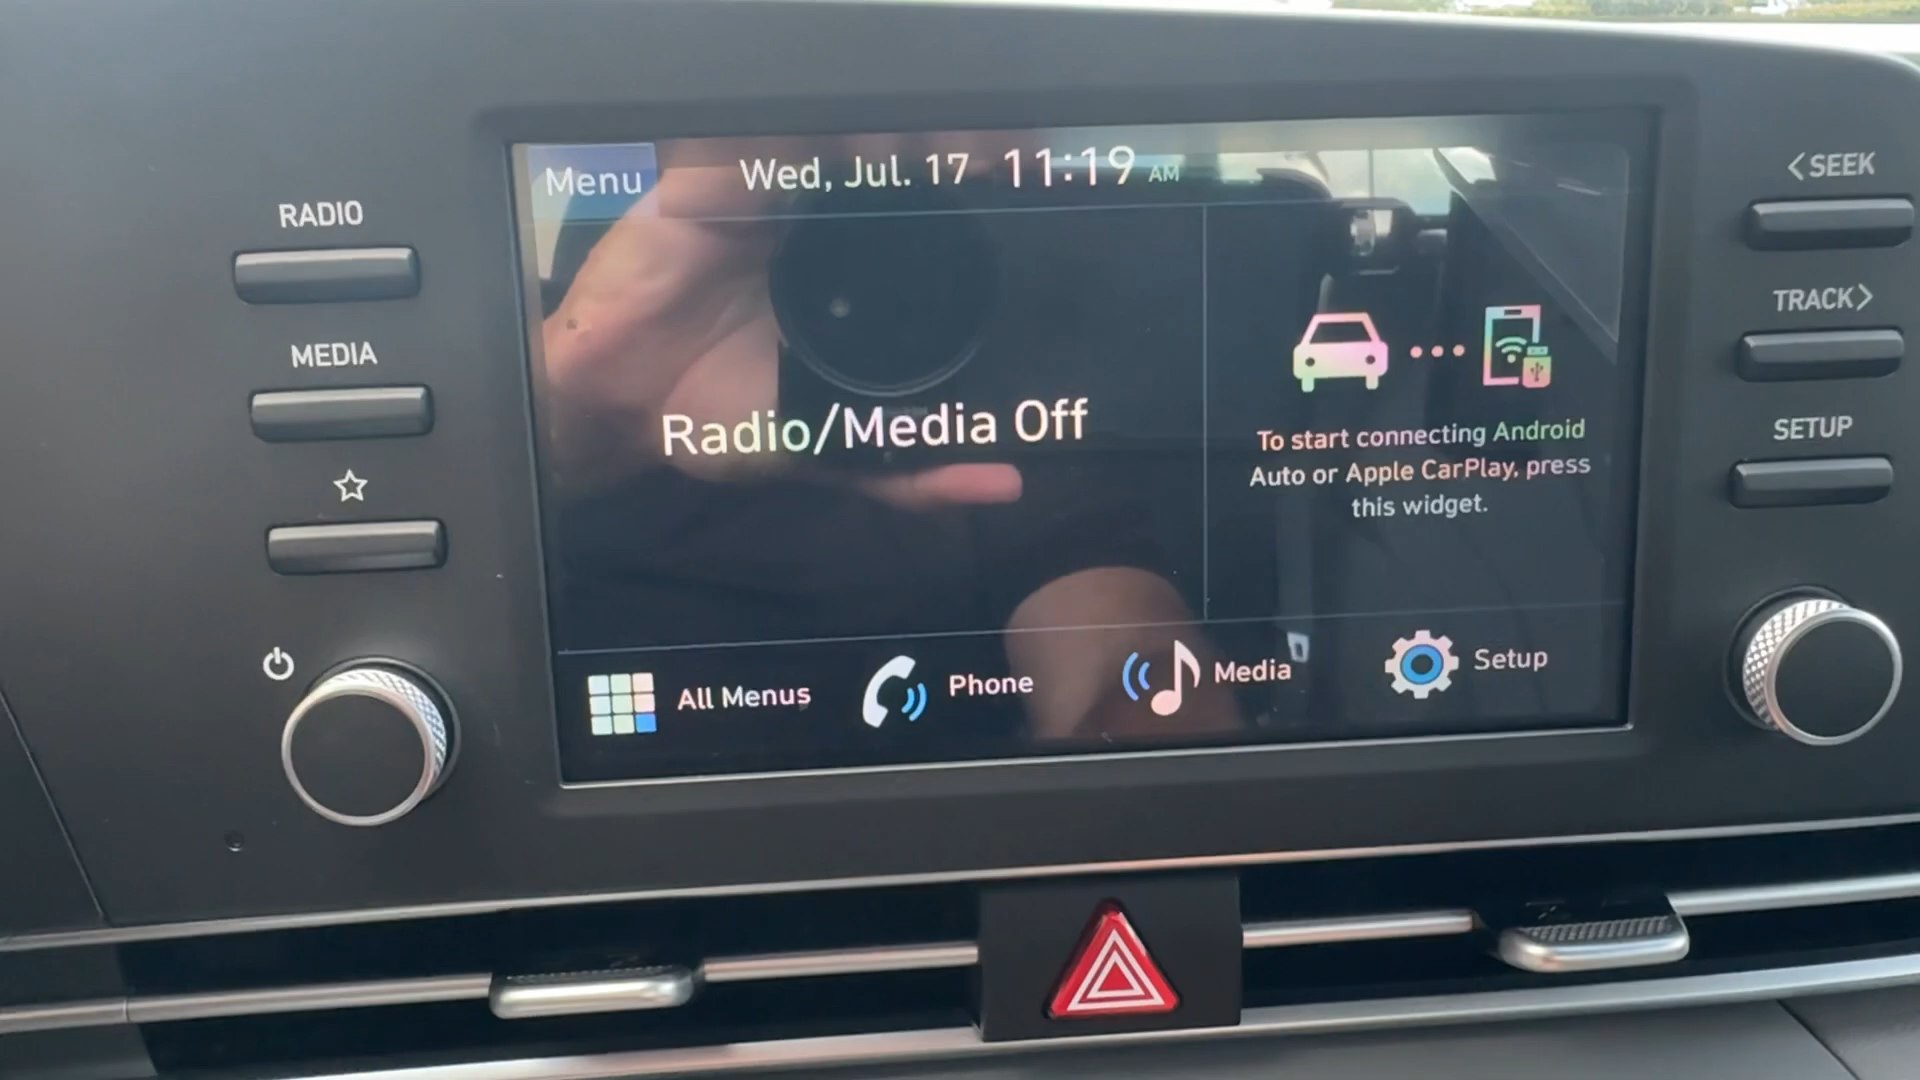 Menu
Wed, Jul. 17 11:19 AM
<SEEK
RADIO
TRACK>
MEDIA
Radio/Media Off
To start connecting Android
Auto or Apple CarPlay, press
this widget.
SETUP
All Menus
Phone
Media
Setup